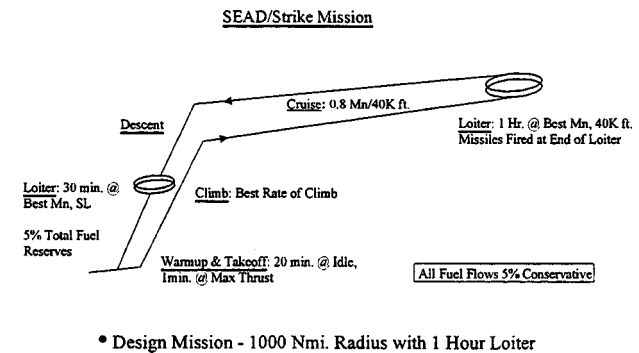 SEAD/Strike Mission
Cruise: 0.8 Mn/40K ft.
Descent
Loiter: 1 Hr. @ Best Mn, 40K ft.
Missiles Fired at End of Loiter
Loiter: 30 min. @
Best Mn, SL
Climb: Best Rate of Climb
5% Total Fuel
Reserves
Warmup & Takeoff: 20 min. @ Idle,
1min. @ Max Thrust
All Fuel Flows 5% Conservative
• Design Mission - 1000 Nmi. Radius with 1 Hour Loiter